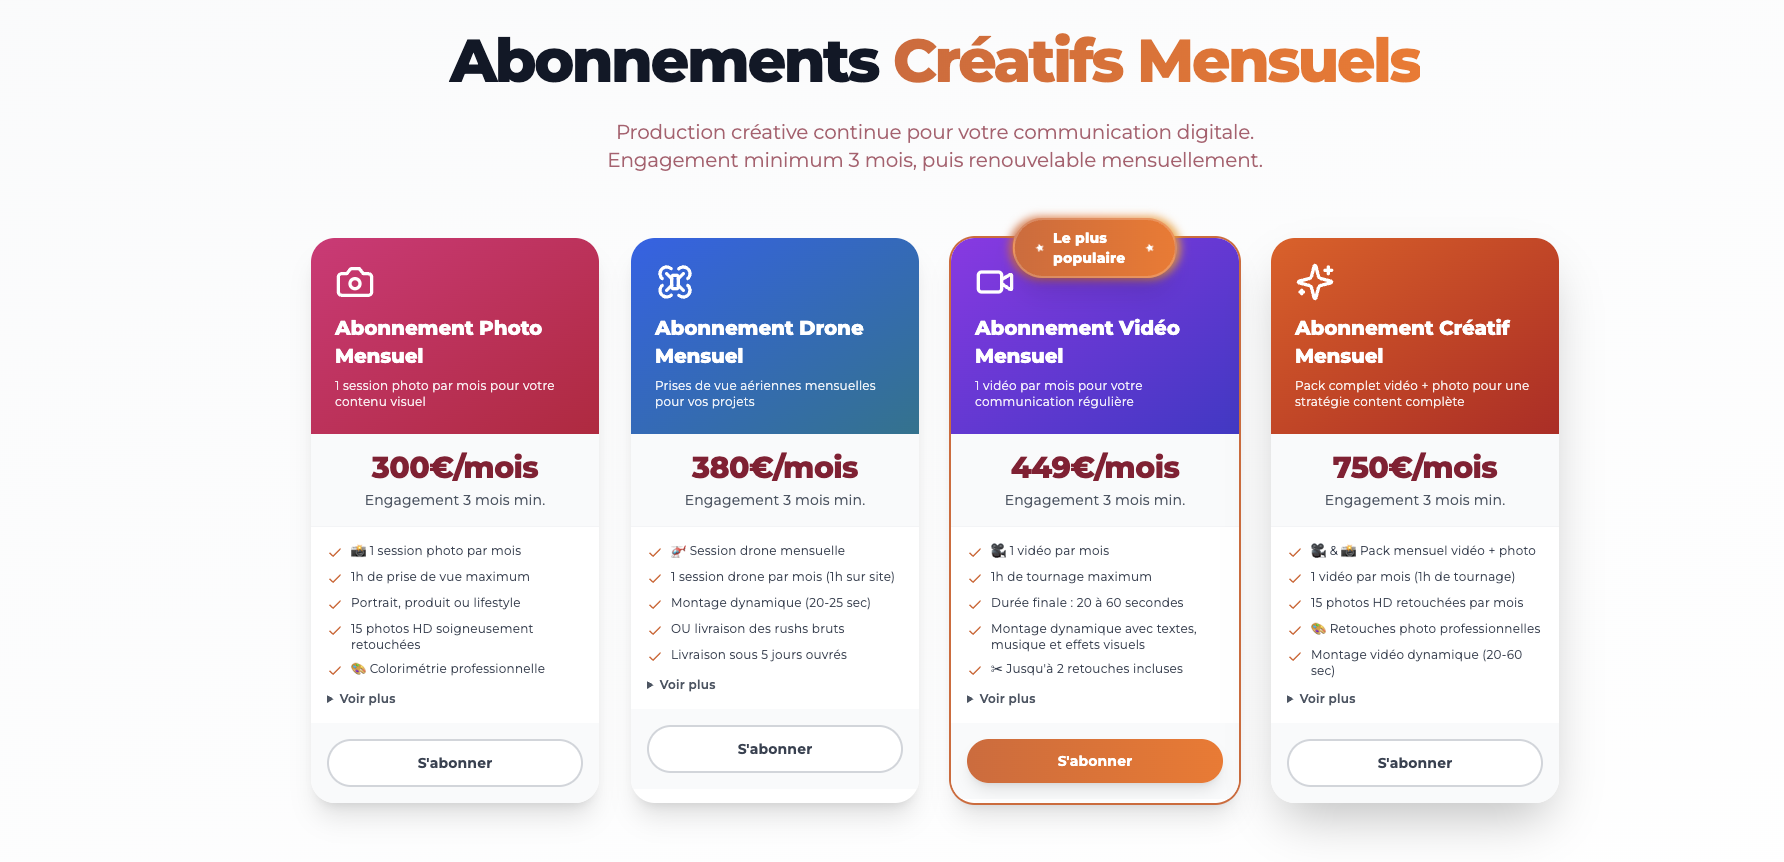 Abonnements Créatifs Mensuels
Production créative continue pour votre communication digitale.
Engagement minimum 3 mois, puis renouvelable mensuellement.
Abonnement Photo
Mensuel
1 session photo par mois pour votre
contenu visuel
300€/mois
Engagement 3 mois min.
📸 1 session photo par mois
1h de prise de vue maximum
Portrait, produit ou lifestyle
15 photos HD soigneusement
retouchées
🎨 Colorimétrie professionnelle
Voir plus
S'abonner
Abonnement Drone
Mensuel
Prises de vue aériennes mensuelles
pour vos projets
380€/mois
Engagement 3 mois min.
🚁 Session drone mensuelle
1 session drone par mois (1h sur site)
Montage dynamique (20-25 sec)
OU livraison des rushs bruts
Livraison sous 5 jours ouvrés
Voir plus
S'abonner
Le plus
populaire
Abonnement Vidéo
Mensuel
1 vidéo par mois pour votre
communication régulière
449€/mois
Engagement 3 mois min.
🎥 1 vidéo par mois
1h de tournage maximum
Durée finale : 20 à 60 secondes
Montage dynamique avec textes,
musique et effets visuels
✂ Jusqu'à 2 retouches incluses
Voir plus
S'abonner
Abonnement Créatif
Mensuel
Pack complet vidéo + photo pour une
stratégie content complète
750€/mois
Engagement 3 mois min.
🎥 & 📸 Pack mensuel vidéo + photo
1 vidéo par mois (1h de tournage)
15 photos HD retouchées par mois
🎨 Retouches photo professionnelles
Montage vidéo dynamique (20-60
sec)
Voir plus
S'abonner